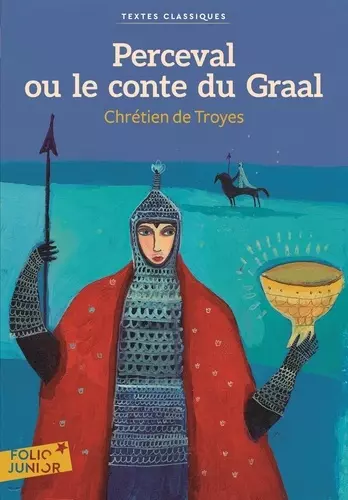 TEXTES CLASSIQUES
Perceval
ou le conte du Graal
Chrétien de Troyes
FOLIO
JUNIOR